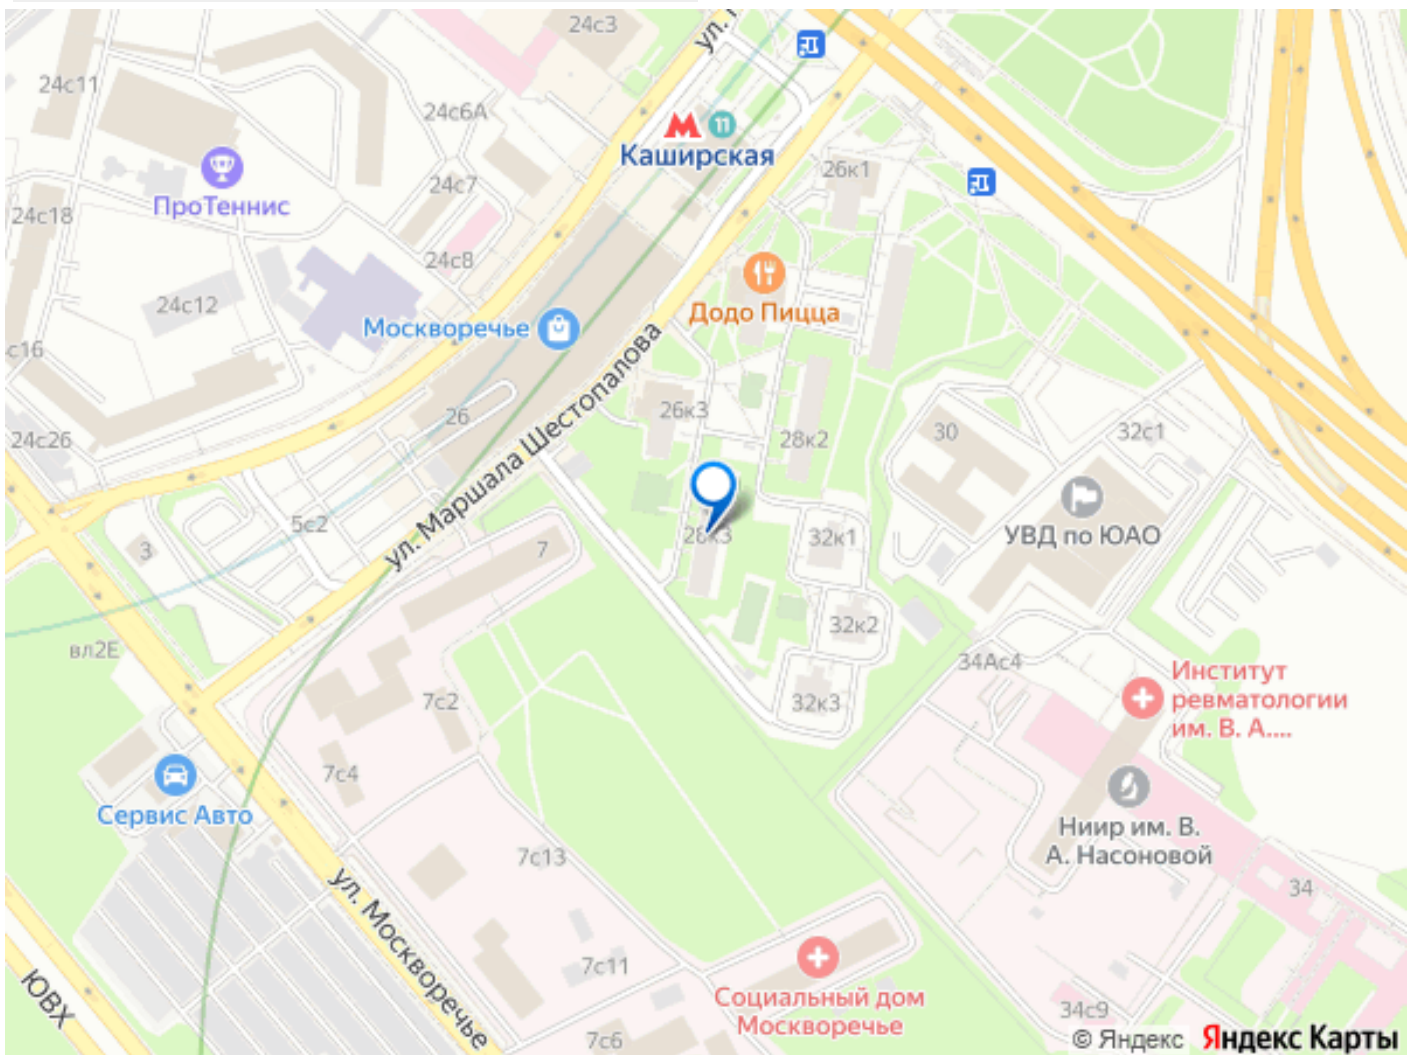 24с3
24с11
24с6А
11
Каширская
26к1
ПроТеннис
24с7
24с18
24с8
24с12
Додо Пицца
Москворечье
с16
ул. Маршала Шестопалова
26к3
26
28к2
30
32с1
24с26
5с2
УВД по ЮАО
3
7
28к3
32к1
вл2Е
32к2
34Ас4
Институт
ревматологии
им. В. А....
7с2
32к3
7с4
Сервис Авто
Ниир им. В.
А. Насоновой
7с13
34
ул. Москворечье
7с11
ЮВХ
Социальный дом
Москворечье
34с9
7с6
© Яндекс Яндекс Карты